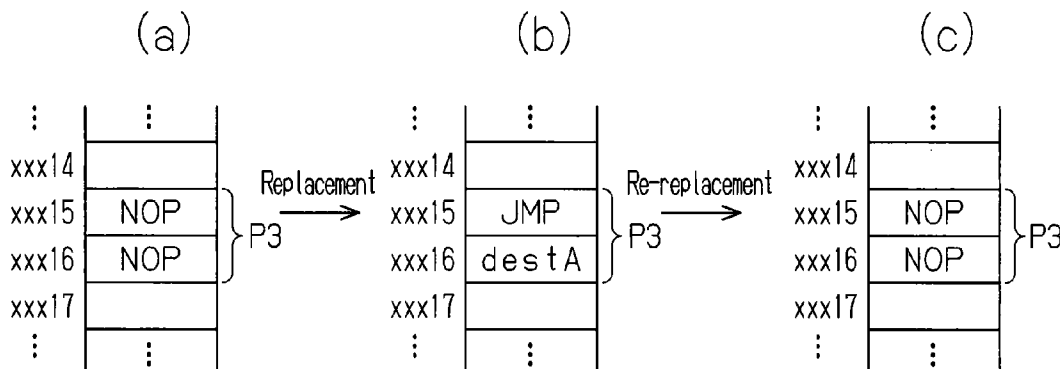 (a) (b) (c)
⋮ ⋮ ⋮ ⋮ ⋮ ⋮
xxx14 xxx14 xxx14
Replacement Re-replacement
xxx15 NOP xxx15 JMP xxx15 NOP
P3 P3 P3
xxx16 NOP xxx16 destA xxx16 NOP
xxx17 xxx17 xxx17
⋮ ⋮ ⋮ ⋮ ⋮ ⋮